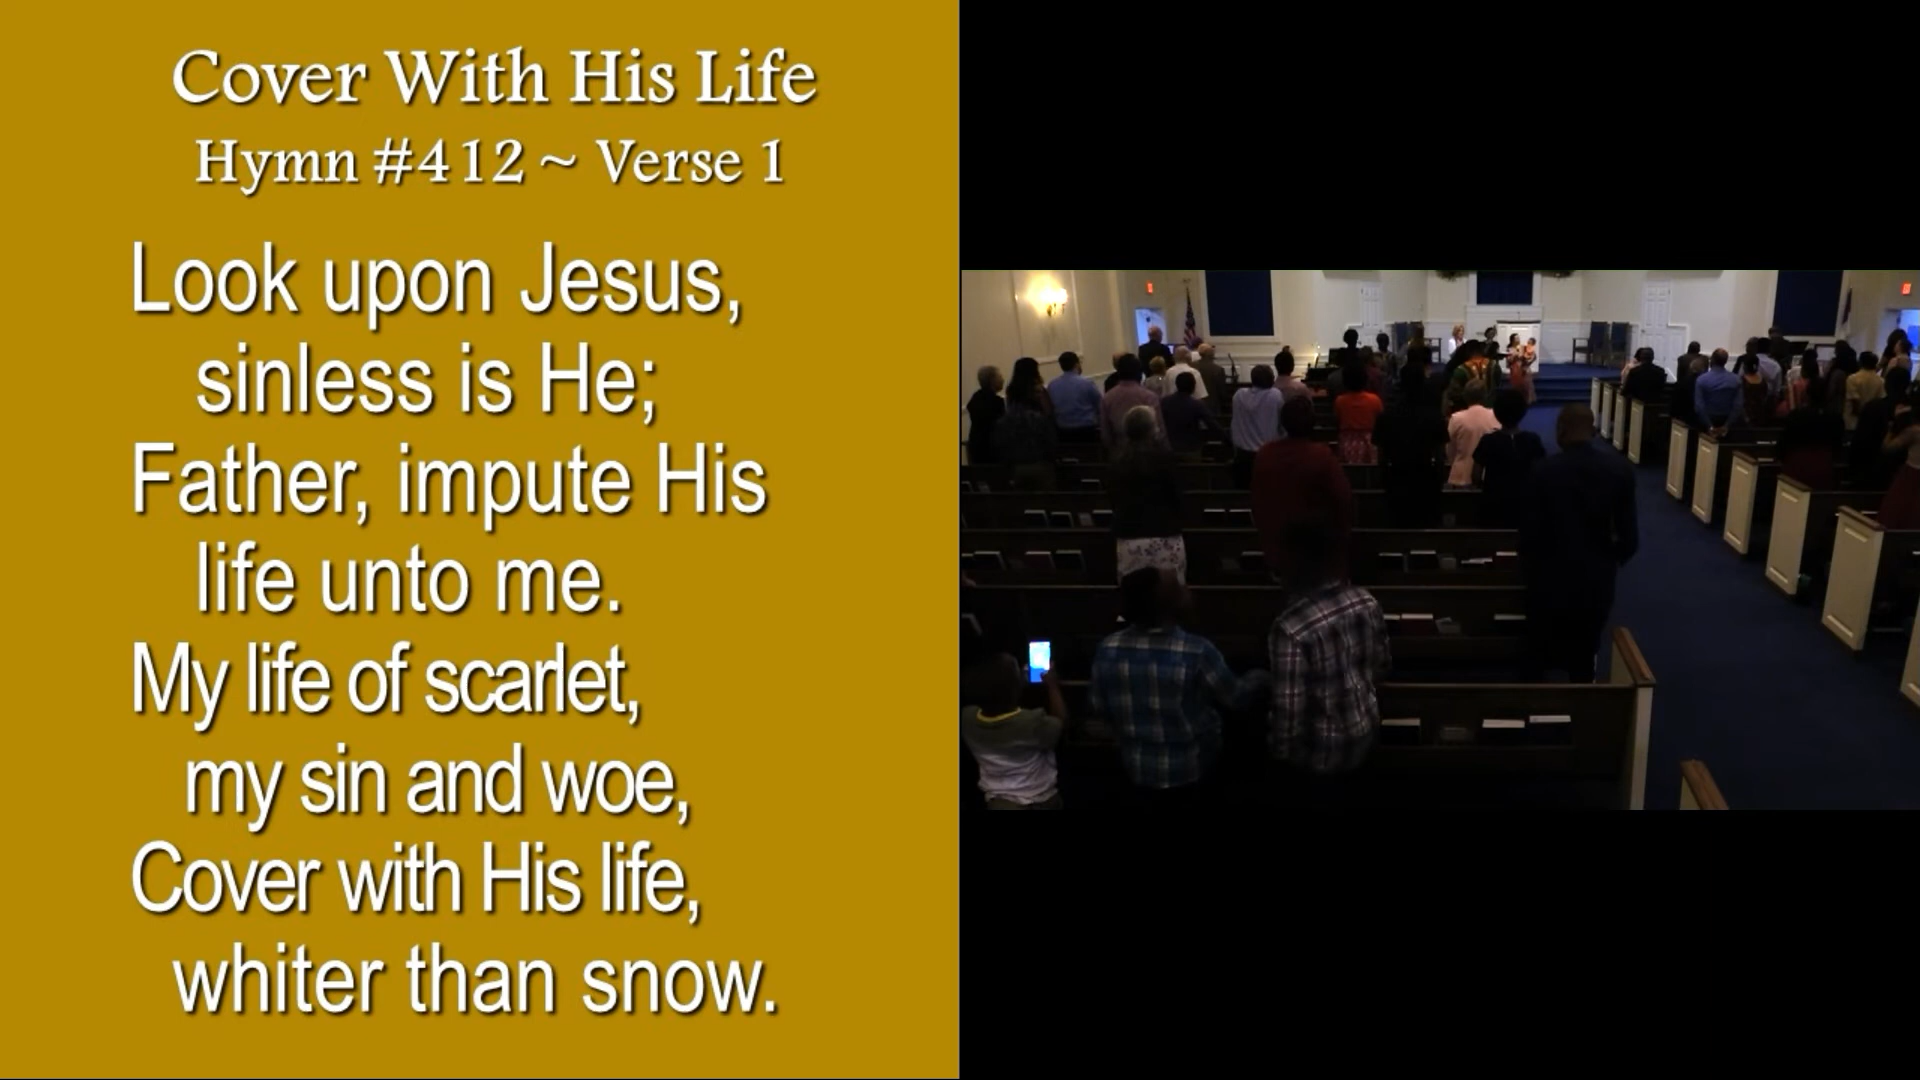 Cover With His Life
Hymn #412 ~ Verse 1
Look upon Jesus,
sinless is He;
Father, impute His
life unto me.
My life of scarlet,
my sin and woe,
Cover with His life,
whiter than snow.